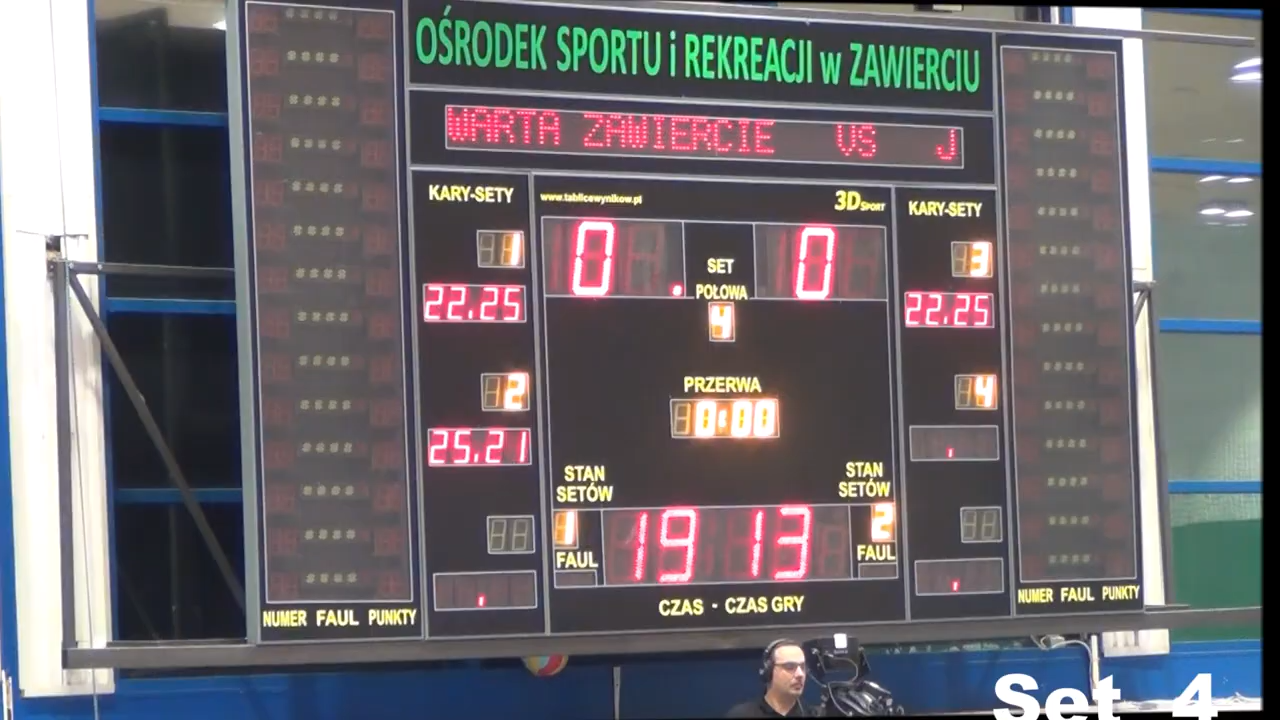 OŚRODEK SPORTU i REKREACJI w ZAWIERCIU
WARTA ZAWIERCIE VS J
KARY-SETY
www.tablicewynikow.pl
3D SPORT
KARY-SETY
1
0
0
3
SET
POŁOWA
4
22.25
22.25
2
PRZERWA
0:00
4
25.21
STAN
SETÓW
STAN
SETÓW
1
19
13
2
FAUL
FAUL
CZAS - CZAS GRY
NUMER FAUL PUNKTY
NUMER FAUL PUNKTY
Set 4